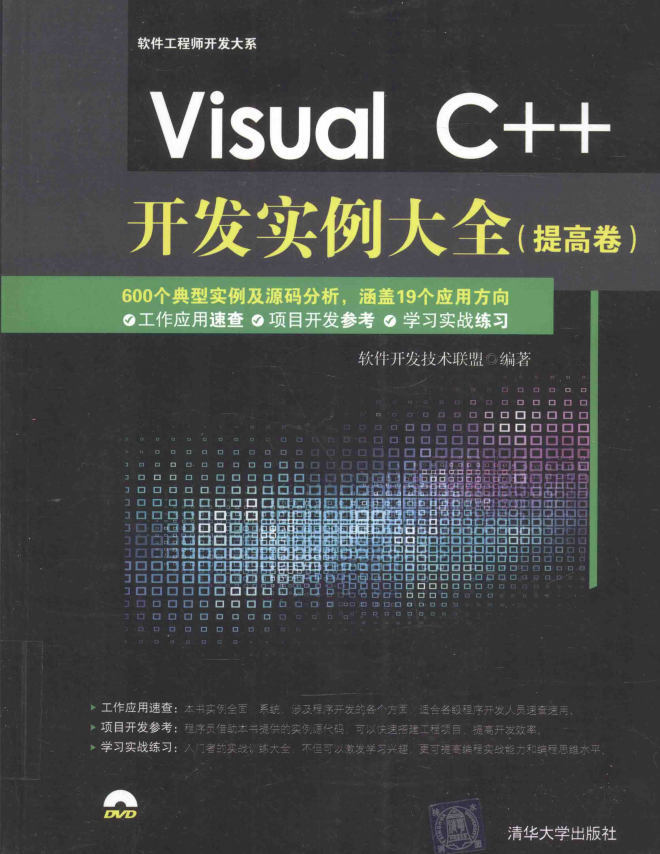 软件工程师开发大系
Visual C++
开发实例大全（提高卷）
600个典型实例及源码分析，涵盖19个应用方向
工作应用速查 项目开发参考 学习实战练习
软件开发技术联盟◎编著
工作应用速查：本书实例全面、系统，涉及程序开发的各个方面，适合各级程序开发人员速查速用。
项目开发参考：程序员借助本书提供的实例源代码，可以快速搭建工程项目，提高开发效率。
学习实战练习：入门者的实战训练大全，不但可以激发学习兴趣，更可提高编程实战能力和编程思维水平。
DVD
清华大学出版社